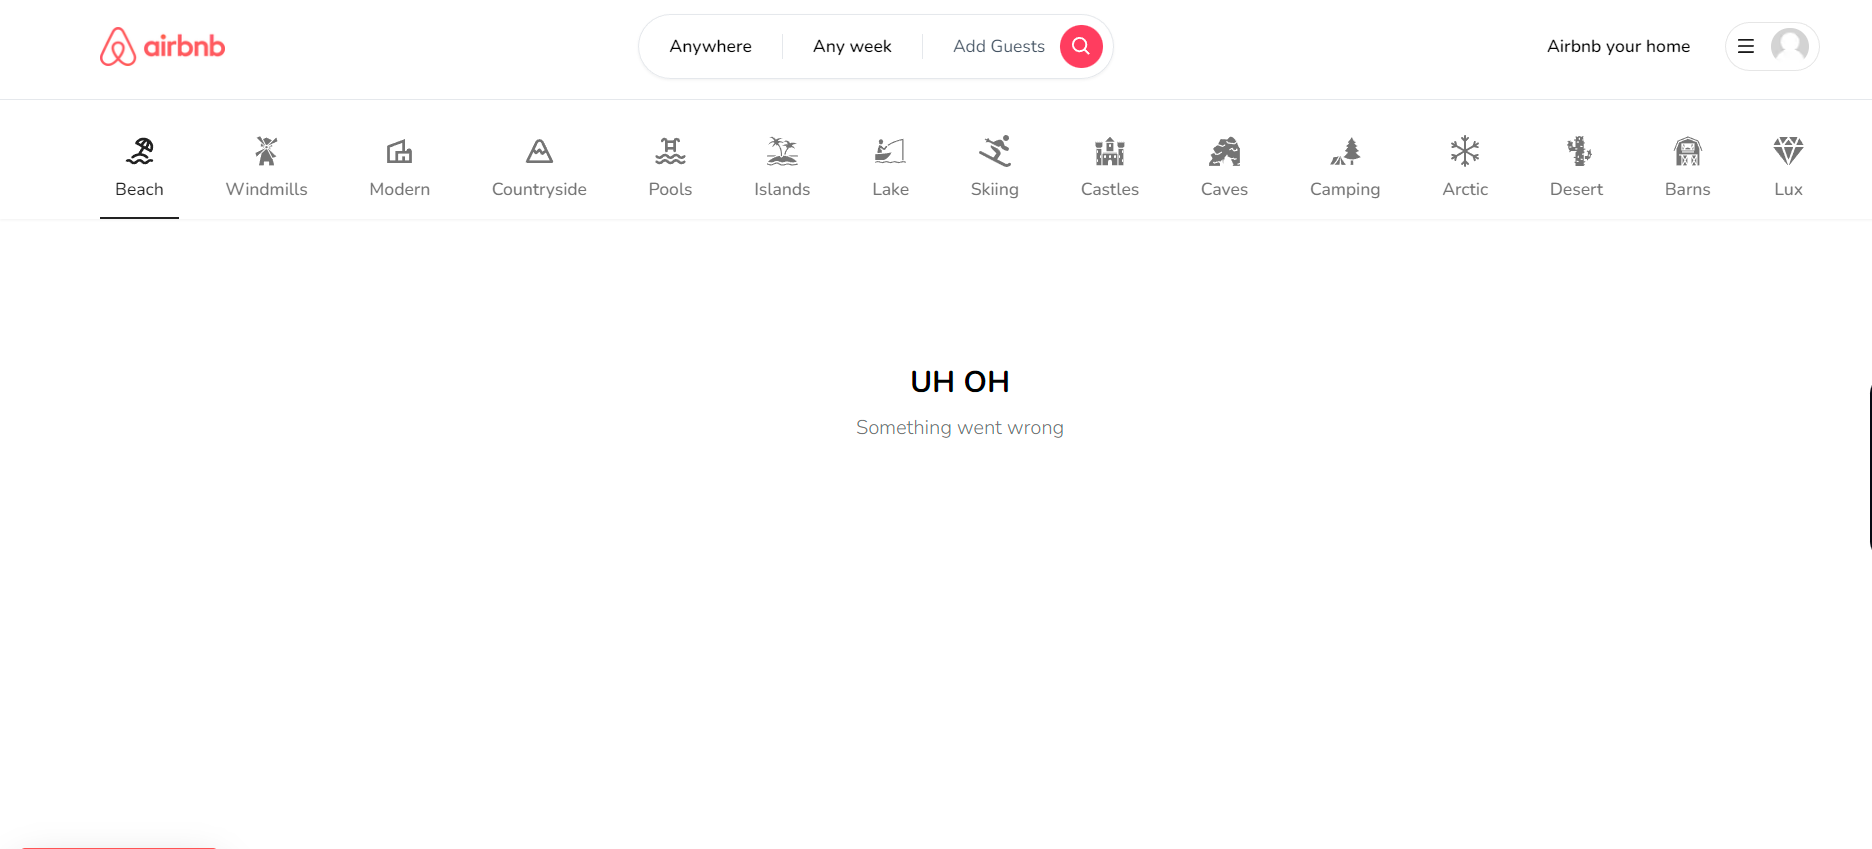 airbnb
Anywhere
Any week
Add Guests
Airbnb your home
Beach
Windmills
Modern
Countryside
Pools
Islands
Lake
Skiing
Castles
Caves
Camping
Arctic
Desert
Barns
Lux
UH OH
Something went wrong